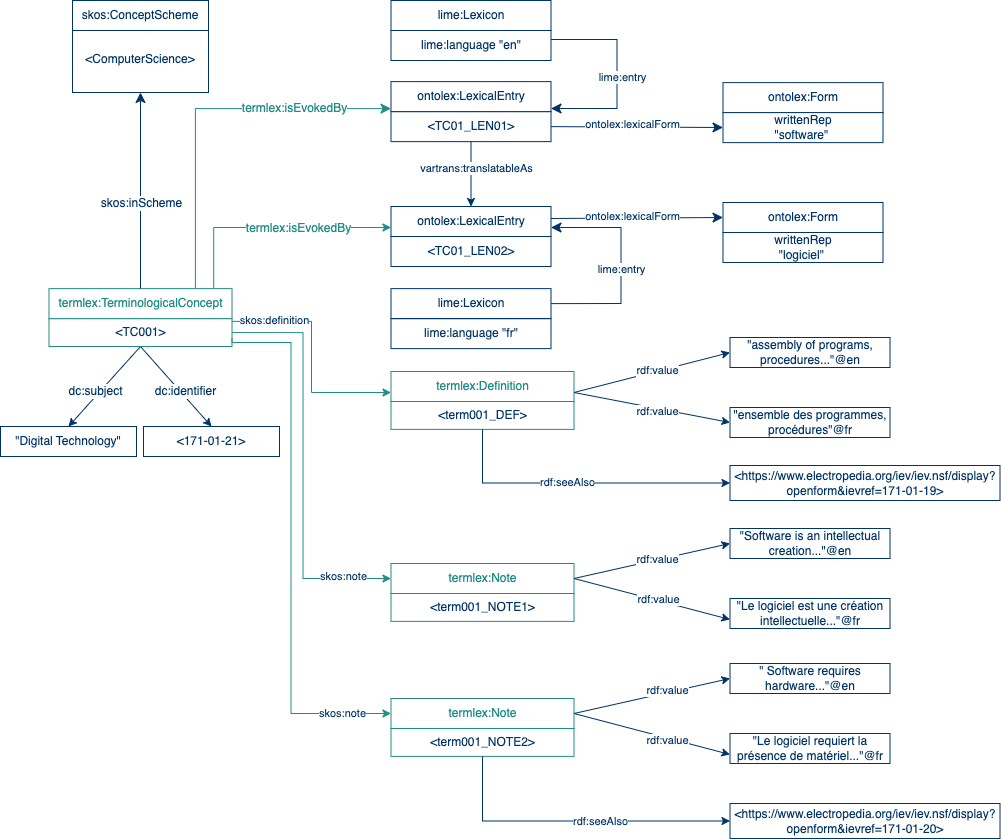 skos:ConceptScheme
<ComputerScience>
lime:Lexicon
lime:language "en"
lime:entry
termlex:isEvokedBy
ontolex:LexicalEntry
<TC01_LEN01>
ontolex:lexicalForm
ontolex:Form
writtenRep
"software"
vartrans:translatableAs
skos:inScheme
termlex:isEvokedBy
ontolex:LexicalEntry
<TC01_LEN02>
ontolex:lexicalForm
ontolex:Form
writtenRep
"logiciel"
lime:entry
lime:Lexicon
lime:language "fr"
termlex:TerminologicalConcept
<TC001>
skos:definition
dc:subject
dc:identifier
"Digital Technology"
<171-01-21>
termlex:Definition
<term001_DEF>
rdf:value
"assembly of programs,
procedures..."@en
rdf:value
"ensemble des programmes,
procédures"@fr
rdf:seeAlso
<https://www.electropedia.org/iev/iev.nsf/display?
openform&ievref=171-01-19>
skos:note
termlex:Note
<term001_NOTE1>
rdf:value
"Software is an intellectual
creation..."@en
rdf:value
"Le logiciel est une création
intellectuelle..."@fr
skos:note
termlex:Note
<term001_NOTE2>
rdf:value
" Software requires
hardware..."@en
rdf:value
"Le logiciel requiert la
présence de matériel..."@fr
rdf:seeAlso
<https://www.electropedia.org/iev/iev.nsf/display?
openform&ievref=171-01-20>